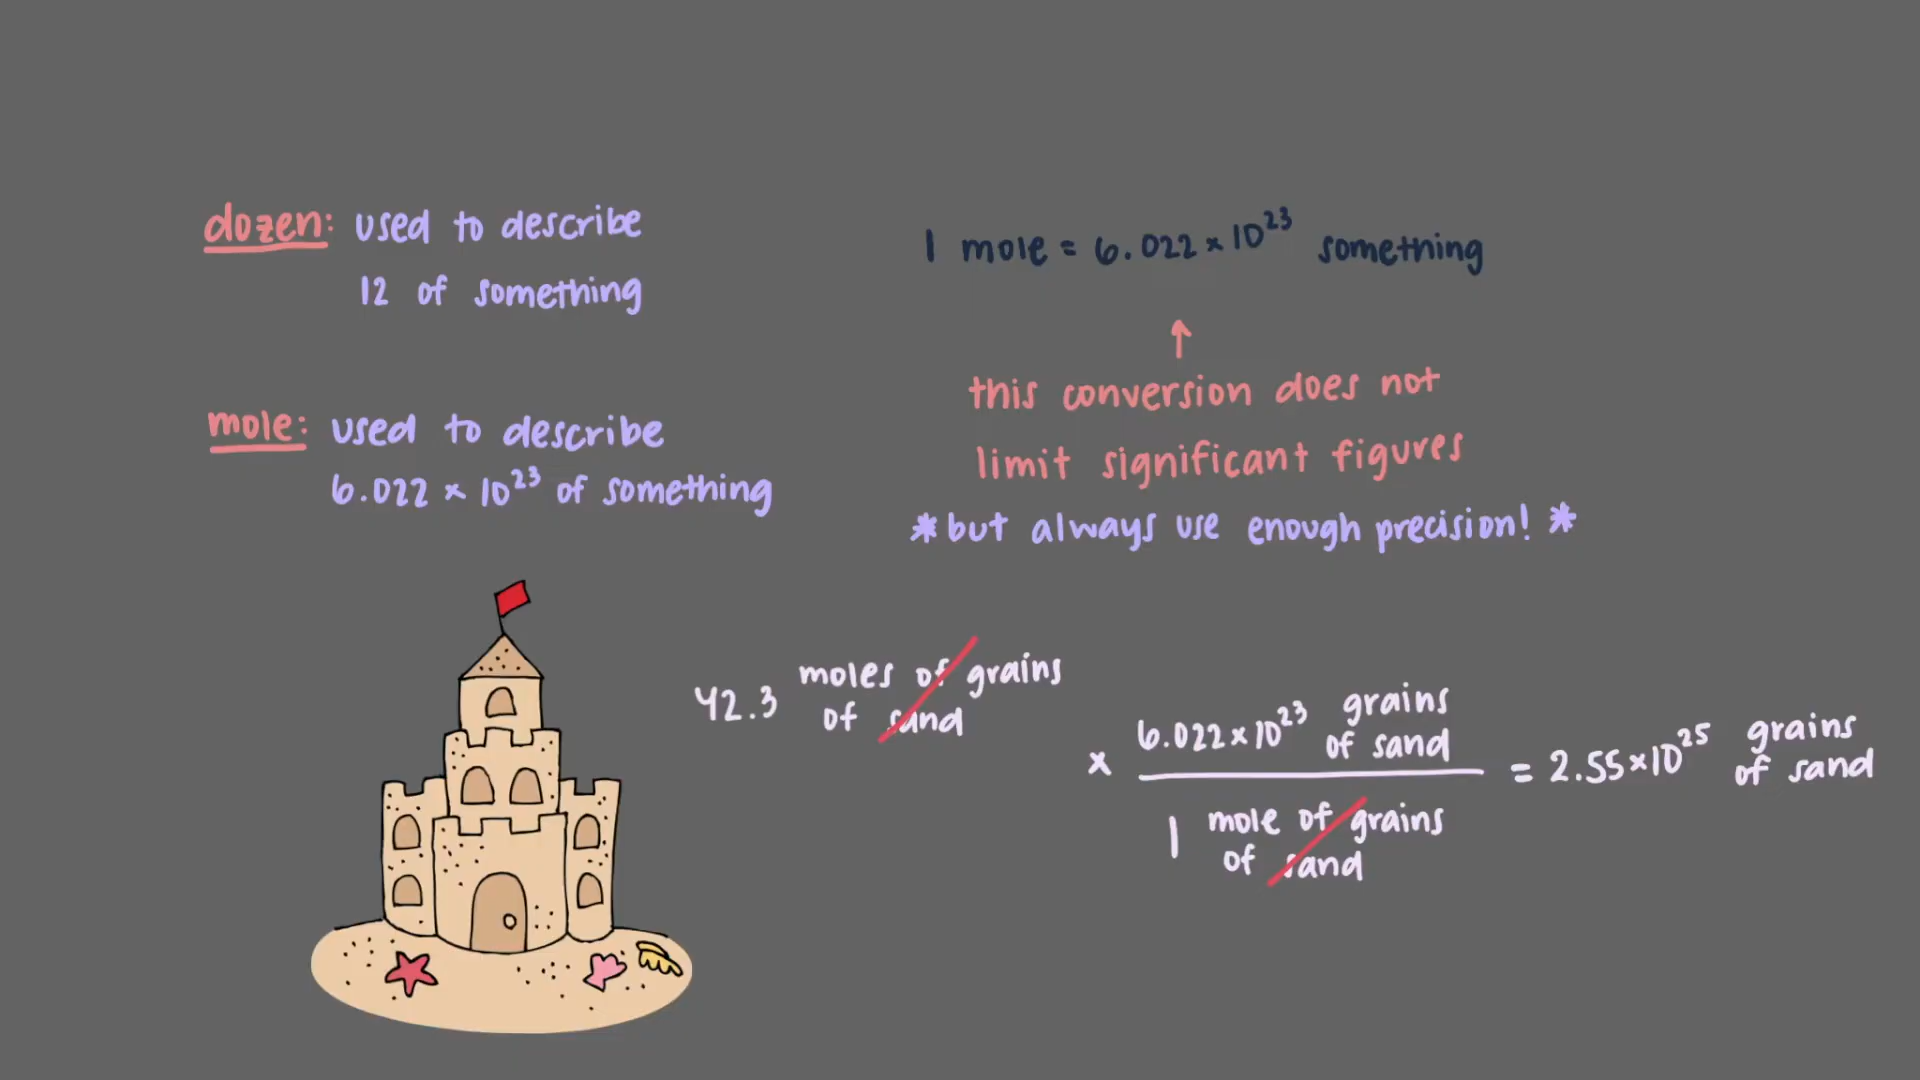 dozen: used to describe
12 of something
mole: used to describe
6.022 × 10²³ of something
1 mole = 6.022 × 10²³ something
↑
this conversion does not
limit significant figures
*but always use enough precision!*
42.3 moles of grains
of sand
× 6.022 × 10²³ grains
of sand
1 mole of grains
of sand
= 2.55 × 10²⁵ grains
of sand